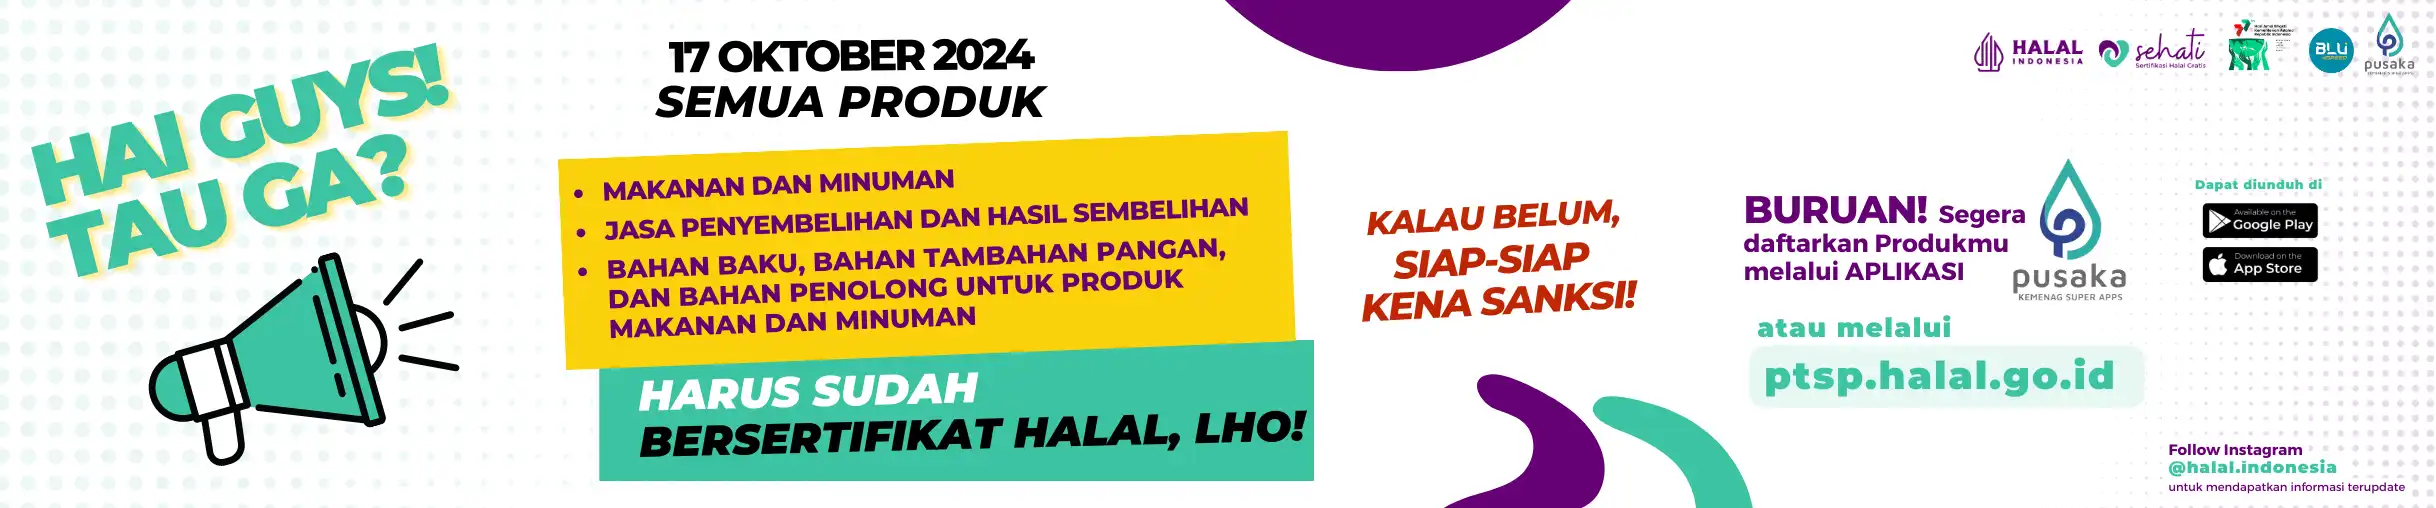 HAI GUYS!
TAU GA?
17 OKTOBER 2024
SEMUA PRODUK
• MAKANAN DAN MINUMAN
• JASA PENYEMBELIHAN DAN HASIL SEMBELIHAN
• BAHAN BAKU, BAHAN TAMBAHAN PANGAN,
DAN BAHAN PENOLONG UNTUK PRODUK
MAKANAN DAN MINUMAN
HARUS SUDAH
BERSERTIFIKAT HALAL, LHO!
KALAU BELUM,
SIAP-SIAP
KENA SANKSI!
HALAL
INDONESIA
sehati
Sertifikasi Halal Gratis
BLU
SPEED
pusaka
BURUAN! Segera
daftarkan Produkmu
melalui APLIKASI
pusaka
KEMENAG SUPER APPS
atau melalui
ptsp.halal.go.id
Dapat diunduh di
Available on the
Google Play
Download on the
App Store
Follow Instagram
@halal.indonesia
untuk mendapatkan informasi terupdate